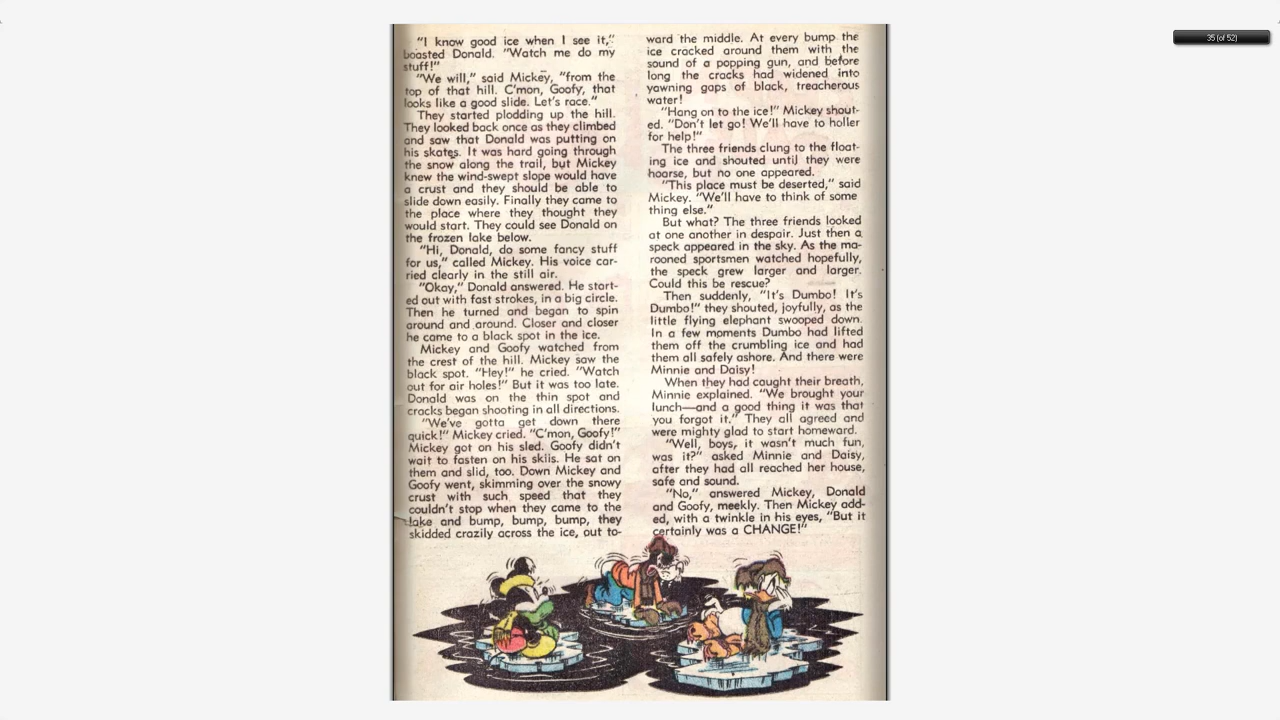 "I know good ice when I see it,"
boasted Donald. "Watch me do my
stuff!"
"We will," said Mickey, "from the
top of that hill. C'mon, Goofy, that
looks like a good slide. Let's race."
They started plodding up the hill.
They looked back once as they climbed
and saw that Donald was putting on
his skates. It was hard going through
the snow along the trail, but Mickey
knew the wind-swept slope would have
a crust and they should be able to
slide down easily. Finally they came to
the place where they thought they
would start. They could see Donald on
the frozen lake below.
"Hi, Donald, do some fancy stuff
for us," called Mickey. His voice car-
ried clearly in the still air.
"Okay," Donald answered. He start-
ed out with fast strokes, in a big circle.
Then he turned and began to spin
around and around. Closer and closer
he came to a black spot in the ice.
Mickey and Goofy watched from
the crest of the hill. Mickey saw the
black spot. "Hey!" he cried. "Watch
out for air holes!" But it was too late.
Donald was on the thin spot and
cracks began shooting in all directions.
"We've gotta get down there
quick!" Mickey cried. "C'mon, Goofy!"
Mickey got on his sled. Goofy didn't
wait to fasten on his skiis. He sat on
them and slid, too. Down Mickey and
Goofy went, skimming over the snowy
crust with such speed that they
couldn't stop when they came to the
lake and bump, bump, bump, they
skidded crazily across the ice, out to-
ward the middle. At every bump the
ice cracked around them with the
sound of a popping gun, and before
long the cracks had widened into
yawning gaps of black, treacherous
water!
"Hang on to the ice!" Mickey shout-
ed. "Don't let go! We'll have to holler
for help!"
The three friends clung to the float-
ing ice and shouted until they were
hoarse, but no one appeared.
"This place must be deserted," said
Mickey. "We'll have to think of some
thing else."
But what? The three friends looked
at one another in despair. Just then a
speck appeared in the sky. As the ma-
rooned sportsmen watched hopefully,
the speck grew larger and larger.
Could this be rescue?
Then suddenly, "It's Dumbo! It's
Dumbo!" they shouted, joyfully, as the
little flying elephant swooped down.
In a few moments Dumbo had lifted
them off the crumbling ice and had
them all safely ashore. And there were
Minnie and Daisy!
When they had caught their breath,
Minnie explained. "We brought your
lunch—and a good thing it was that
you forgot it." They all agreed and
were mighty glad to start homeward.
"Well, boys, it wasn't much fun,
was it?" asked Minnie and Daisy,
after they had all reached her house,
safe and sound.
"No," answered Mickey, Donald
and Goofy, meekly. Then Mickey add-
ed, with a twinkle in his eyes, "But it
certainly was a CHANGE!"
35 (of 52)